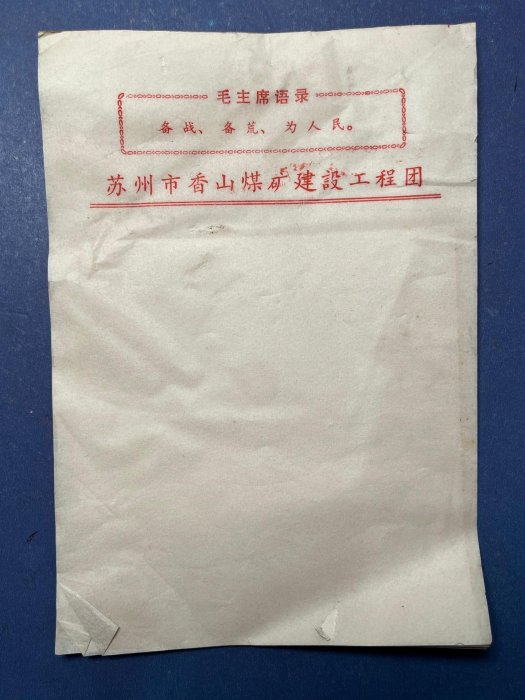 毛主席语录
备战、备荒、为人民。
苏州市香山煤矿建設工程团